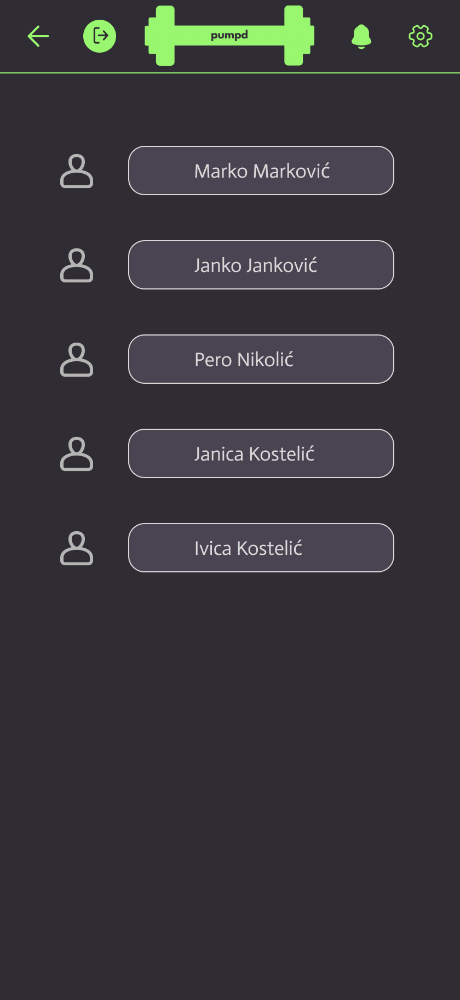 pumpd
Marko Marković
Janko Janković
Pero Nikolić
Janica Kostelić
Ivica Kostelić